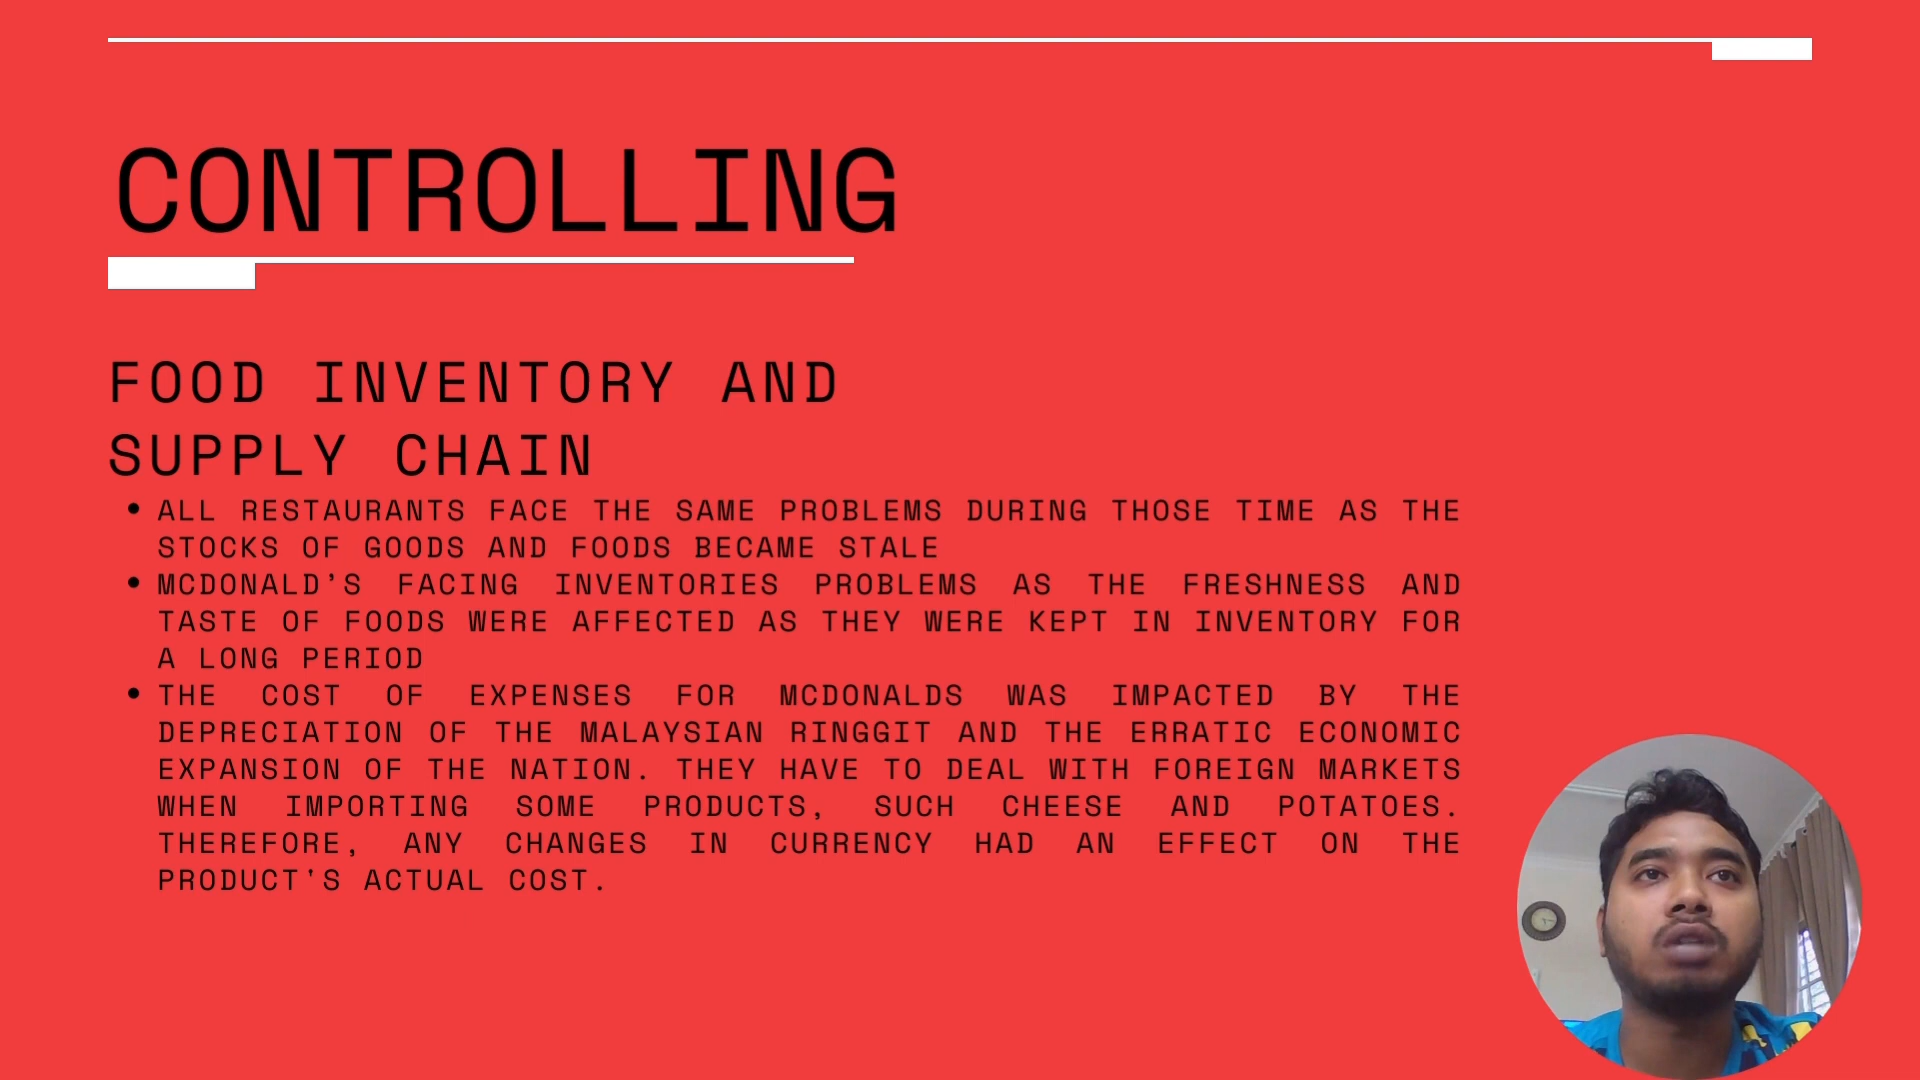 CONTROLLING
FOOD INVENTORY AND
SUPPLY CHAIN
• ALL RESTAURANTS FACE THE SAME PROBLEMS DURING THOSE TIME AS THE
STOCKS OF GOODS AND FOODS BECAME STALE
• MCDONALD’S FACING INVENTORIES PROBLEMS AS THE FRESHNESS AND
TASTE OF FOODS WERE AFFECTED AS THEY WERE KEPT IN INVENTORY FOR
A LONG PERIOD
• THE COST OF EXPENSES FOR MCDONALDS WAS IMPACTED BY THE
DEPRECIATION OF THE MALAYSIAN RINGGIT AND THE ERRATIC ECONOMIC
EXPANSION OF THE NATION. THEY HAVE TO DEAL WITH FOREIGN MARKETS
WHEN IMPORTING SOME PRODUCTS, SUCH CHEESE AND POTATOES.
THEREFORE, ANY CHANGES IN CURRENCY HAD AN EFFECT ON THE
PRODUCT'S ACTUAL COST.